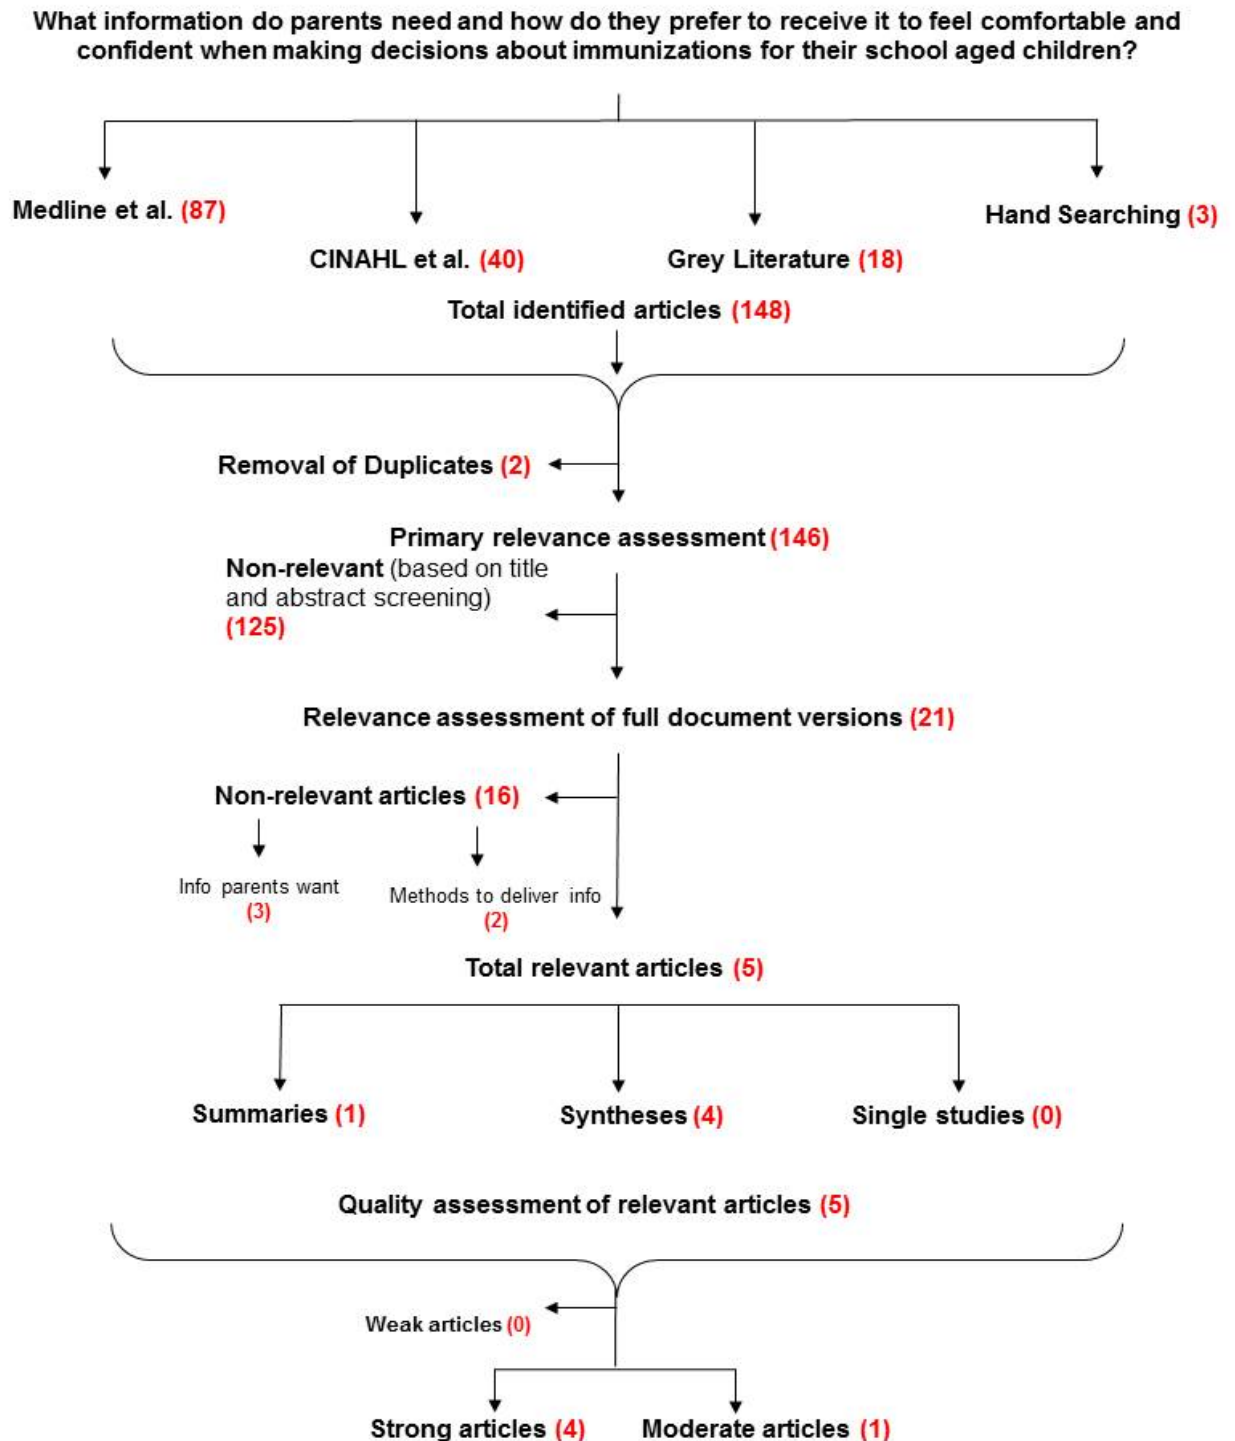 What information do parents need and how do they prefer to receive it to feel comfortable and
confident when making decisions about immunizations for their school aged children?
Medline et al. (87)
Hand Searching (3)
CINAHL et al. (40)
Grey Literature (18)
Total identified articles (148)
Removal of Duplicates (2)
Primary relevance assessment (146)
Non-relevant (based on title
and abstract screening)
(125)
Relevance assessment of full document versions (21)
Non-relevant articles (16)
Info parents want
(3)
Methods to deliver info
(2)
Total relevant articles (5)
Summaries (1)
Syntheses (4)
Single studies (0)
Quality assessment of relevant articles (5)
Weak articles (0)
Strong articles (4)
Moderate articles (1)